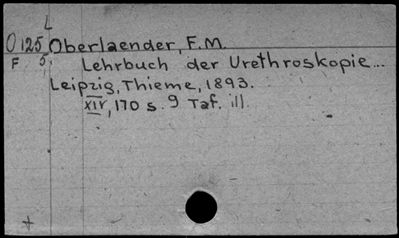 L
O 125 Oberlaender, F.M.
F 5, Lehrbuch der Urethroskopie...
Leipzig, Thieme, 1893.
XIV, 170 s. 9 Taf. ill.